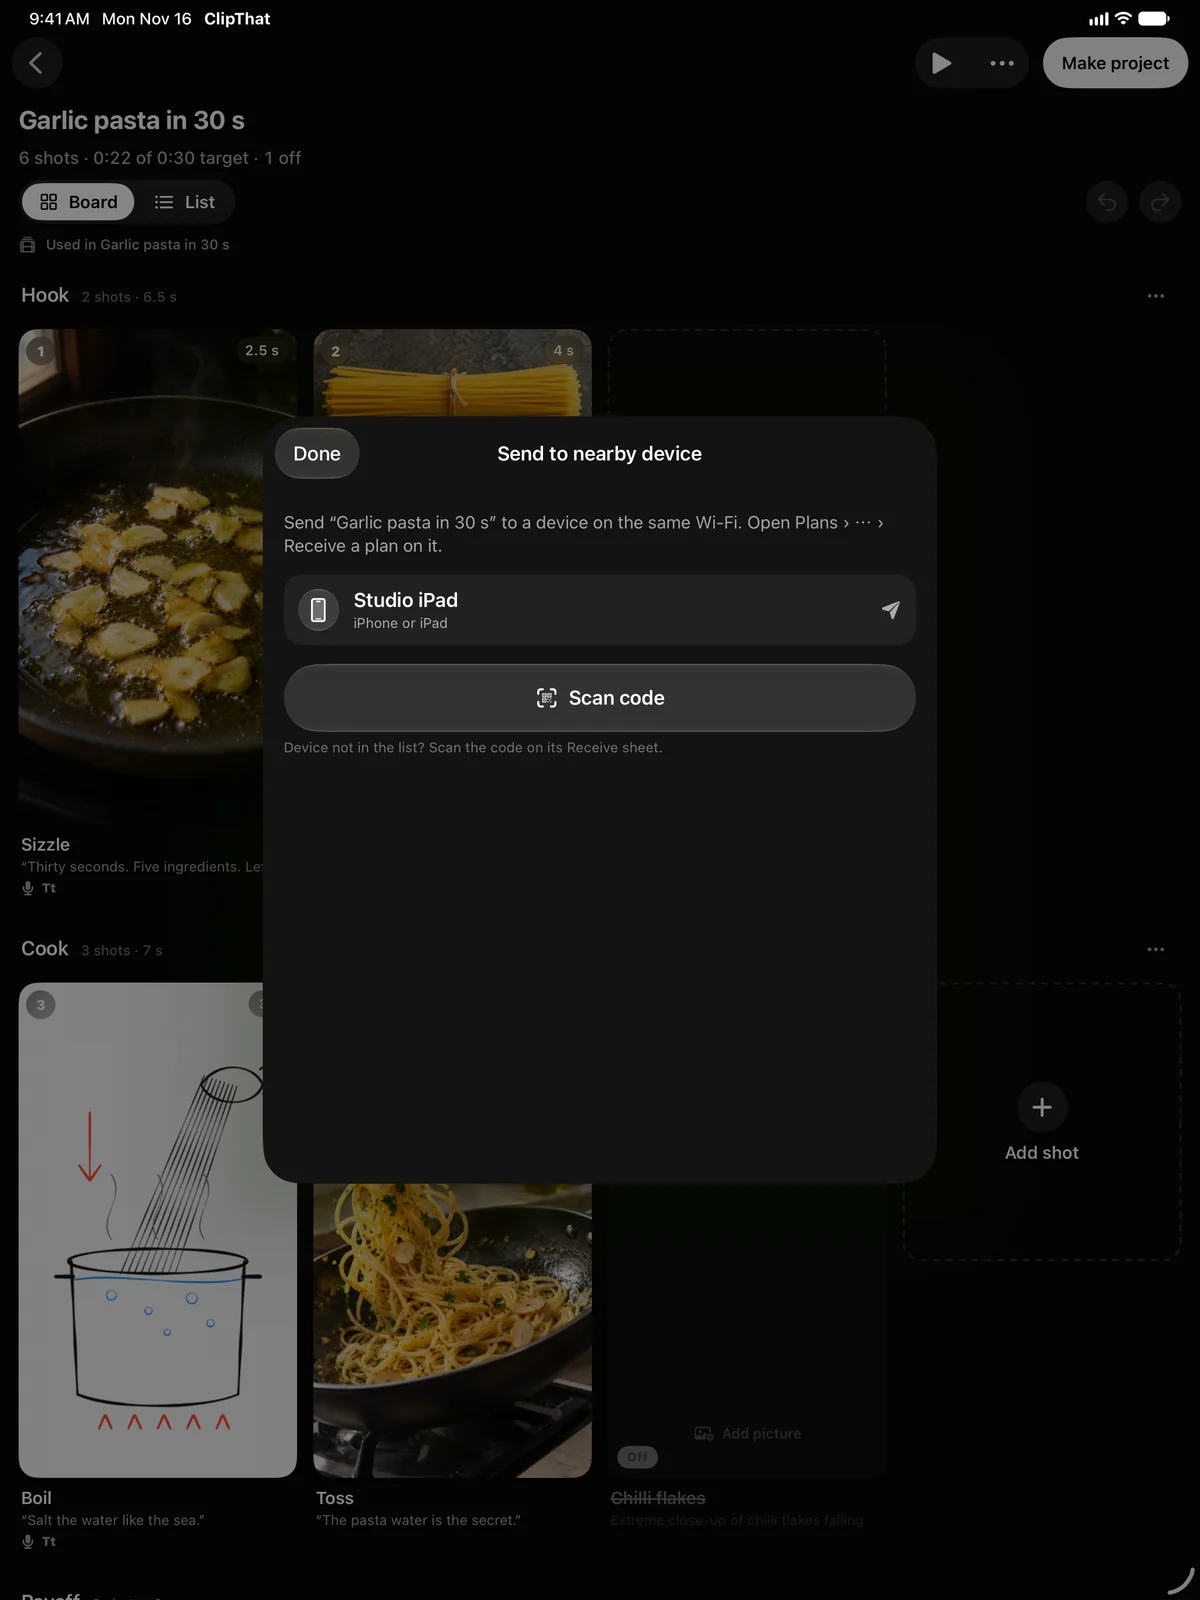 9:41 AM Mon Nov 16 ClipThat
Make project
Garlic pasta in 30 s
6 shots · 0:22 of 0:30 target · 1 off
Board List
Used in Garlic pasta in 30 s
Hook 2 shots · 6.5 s
1 2.5 s 2 4 s
Done Send to nearby device
Send “Garlic pasta in 30 s” to a device on the same Wi-Fi. Open Plans › ··· ›
Receive a plan on it.
Studio iPad
iPhone or iPad
Scan code
Device not in the list? Scan the code on its Receive sheet.
Sizzle
“Thirty seconds. Five ingredients.
Tt
Cook 3 shots · 7 s
3
Add shot
Add picture
Off
Boil Toss Chilli flakes
“Salt the water like the sea.” “The pasta water is the secret.” Extreme close-up of chilli flakes falling
Tt